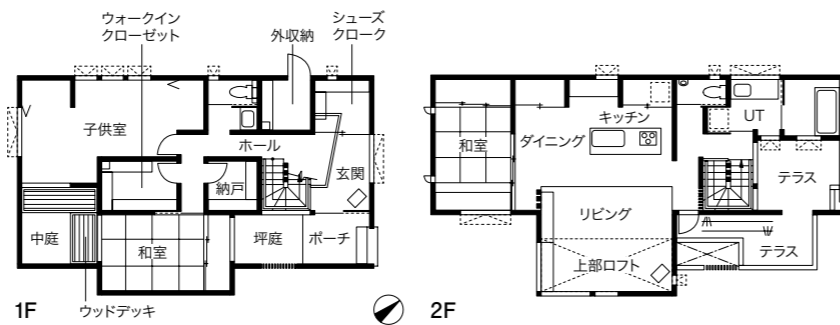 ウォークイン
クローゼット
外収納
シューズ
クローク
子供室
ホール
玄関
納戸
中庭
和室
坪庭
ポーチ
1F
ウッドデッキ
キッチン
UT
ダイニング
和室
テラス
リビング
テラス
上部ロフト
2F